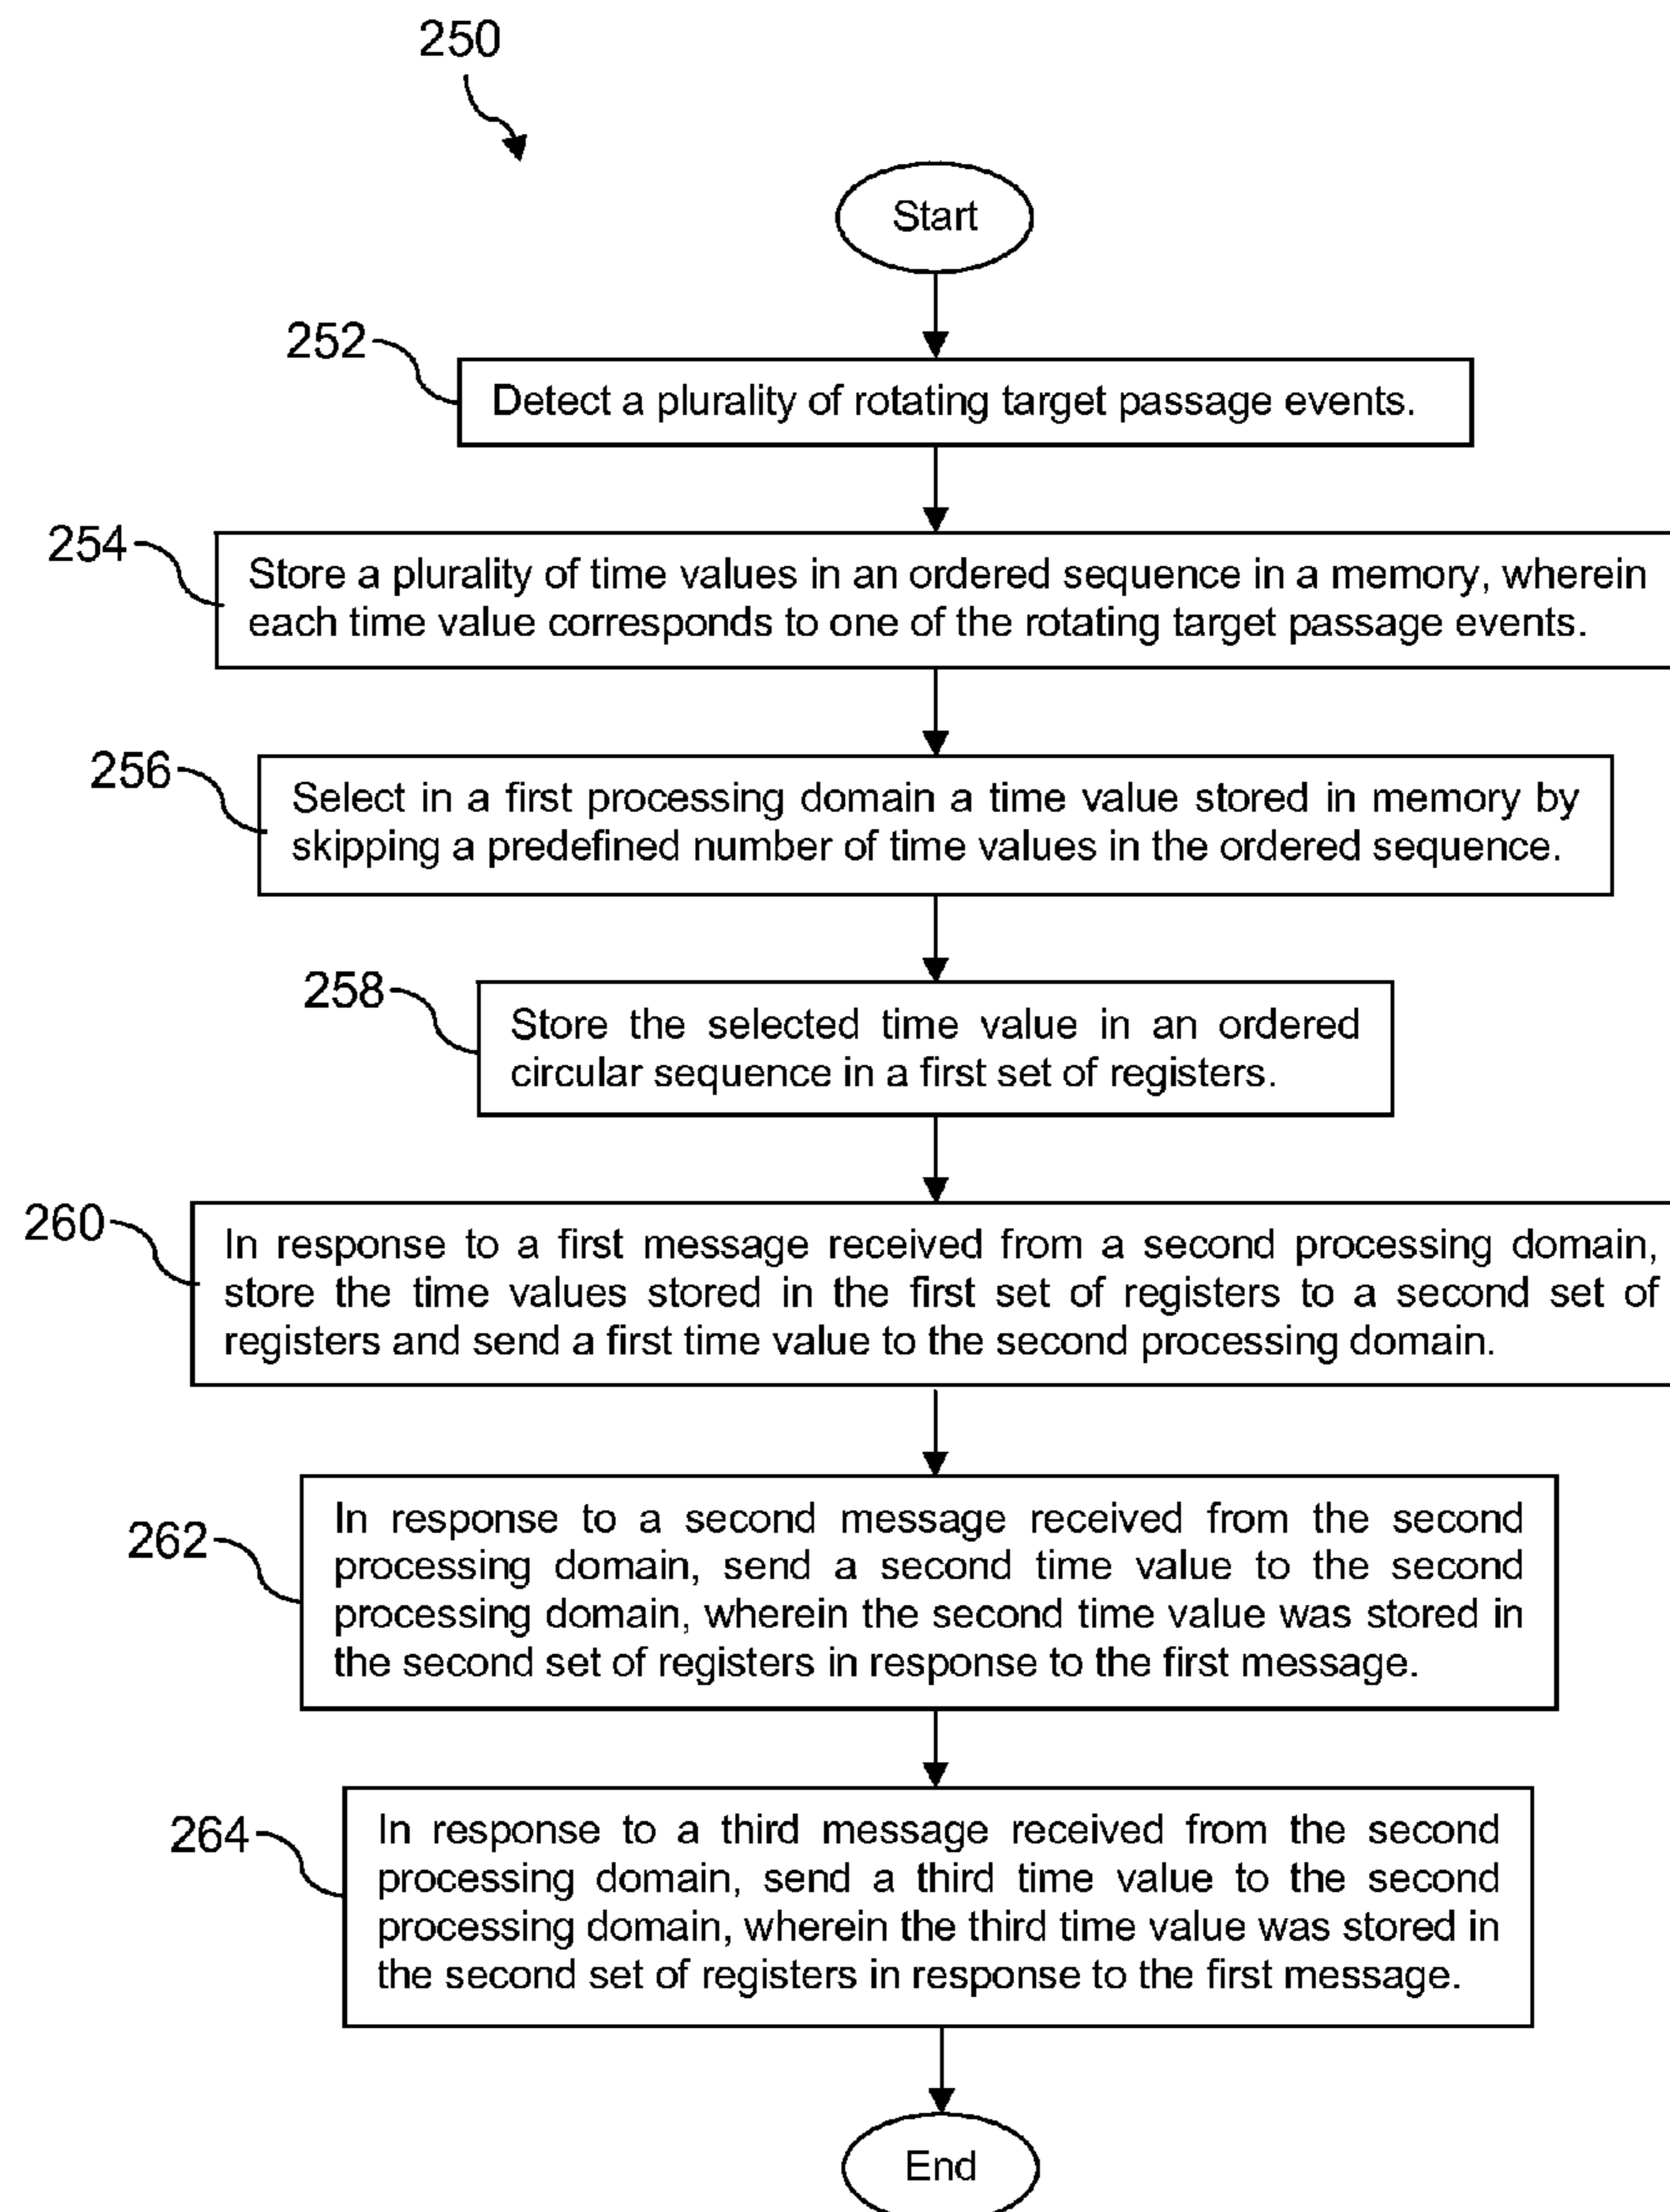 250
Start
252
Detect a plurality of rotating target passage events.
254
Store a plurality of time values in an ordered sequence in a memory, wherein
each time value corresponds to one of the rotating target passage events.
256
Select in a first processing domain a time value stored in memory by
skipping a predefined number of time values in the ordered sequence.
258
Store the selected time value in an ordered
circular sequence in a first set of registers.
260
In response to a first message received from a second processing domain,
store the time values stored in the first set of registers to a second set of
registers and send a first time value to the second processing domain.
262
In response to a second message received from the second
processing domain, send a second time value to the second
processing domain, wherein the second time value was stored in
the second set of registers in response to the first message.
264
In response to a third message received from the second
processing domain, send a third time value to the second
processing domain, wherein the third time value was stored in
the second set of registers in response to the first message.
End